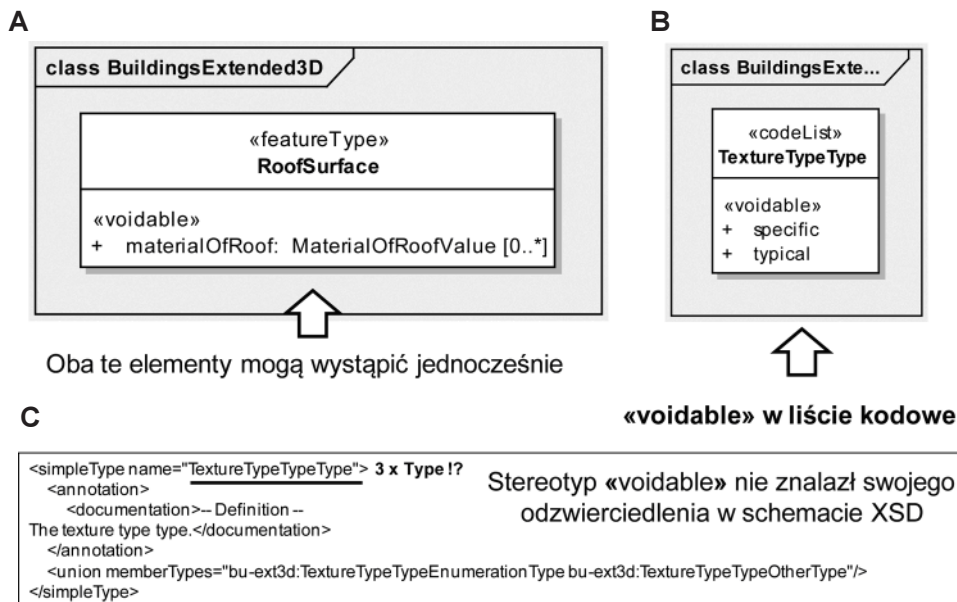 A
class BuildingsExtended3D
«featureType»
RoofSurface
«voidable»
+ materialOfRoof: MaterialOfRoofValue [0..*]
Oba te elementy mogą wystąpić jednocześnie
B
class BuildingsExte...
«codeList»
TextureTypeType
«voidable»
+ specific
+ typical
«voidable» w liście kodowe
C
<simpleType name="TextureTypeTypeType"> 3 x Type !?
<annotation>
<documentation>-- Definition --
The texture type type.</documentation>
</annotation>
<union memberTypes="bu-ext3d:TextureTypeTypeEnumerationType bu-ext3d:TextureTypeTypeOtherType"/>
</simpleType>
Stereotyp «voidable» nie znalazł swojego
odzwierciedlenia w schemacie XSD